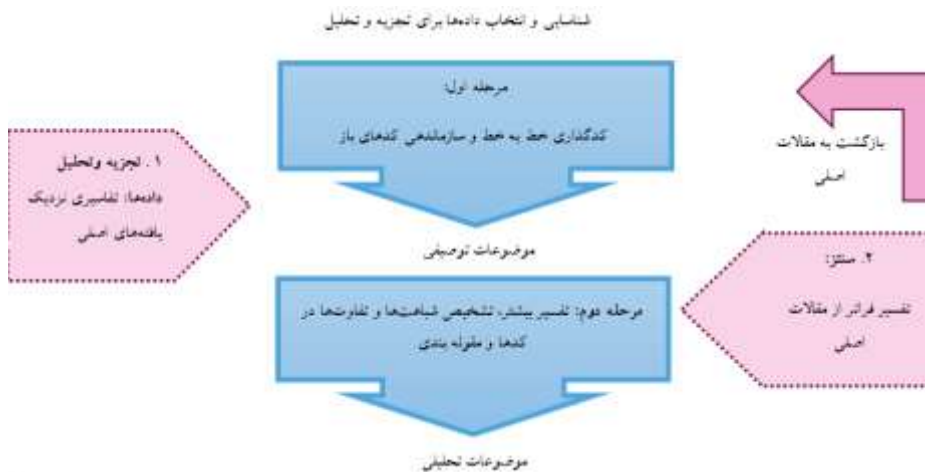 شناسایی و انتخاب داده‌ها برای تجزیه و تحلیل
مرحله اول:
کدگذاری خط به خط و سازماندهی کدهای باز
بازگشت به مقالات
اصلی
۱. تجزیه وتحلیل
داده‌ها: تفاسیری نزدیک
یافته‌های اصلی
موضوعات توصیفی
۲. سنتز:
تفسیر فراتر از مقالات
اصلی
مرحله دوم: تفسیر بیشتر، تشخیص شباهت‌ها و تفاوت‌ها در
کدها و مقوله بندی
موضوعات تحلیلی